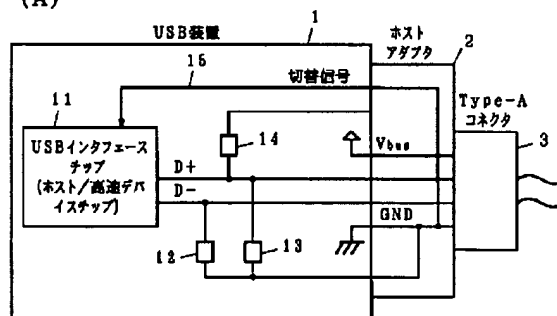 (A)
USB装置
1
ホスト
アダプタ
2
15
切替信号
Type-A
コネクタ
3
11
USBインタフェース
チップ
(ホスト/高速デバ
イスチップ)
14
Vbus
D+
D-
GND
12
13